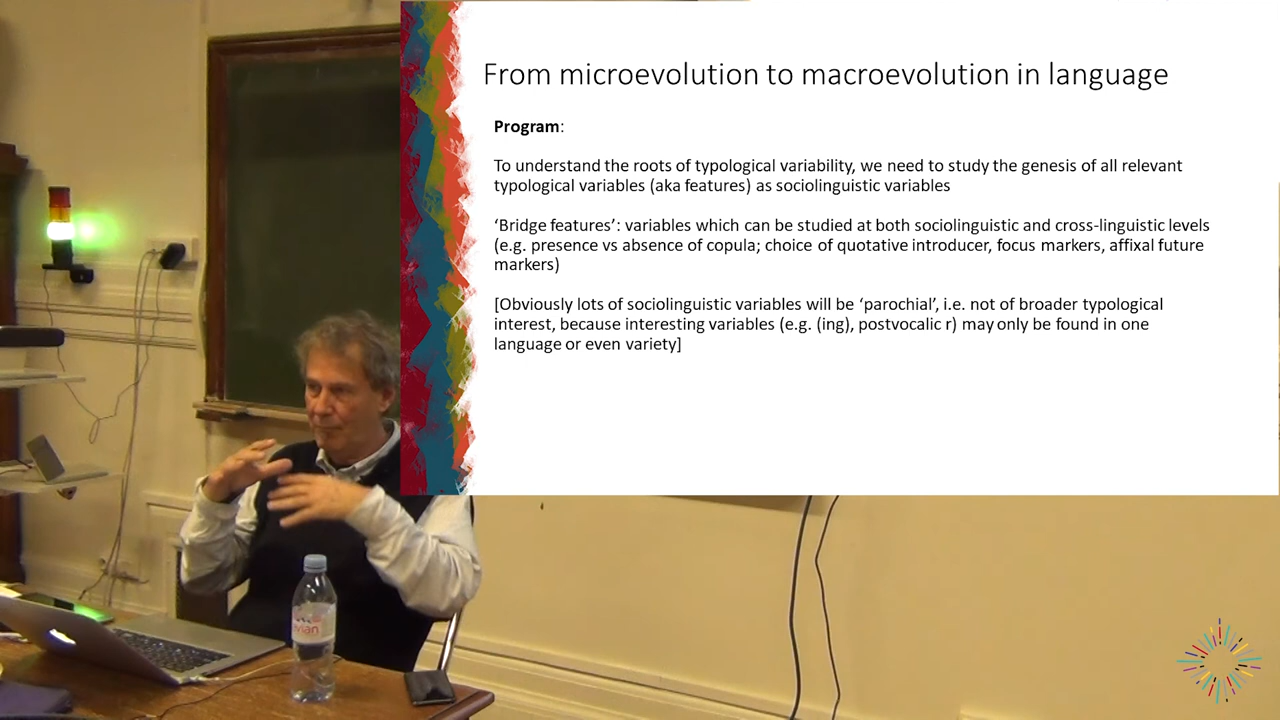 From microevolution to macroevolution in language
Program:
To understand the roots of typological variability, we need to study the genesis of all relevant
typological variables (aka features) as sociolinguistic variables
‘Bridge features’: variables which can be studied at both sociolinguistic and cross-linguistic levels
(e.g. presence vs absence of copula; choice of quotative introducer, focus markers, affixal future
markers)
[Obviously lots of sociolinguistic variables will be ‘parochial’, i.e. not of broader typological
interest, because interesting variables (e.g. (ing), postvocalic r) may only be found in one
language or even variety]
evian